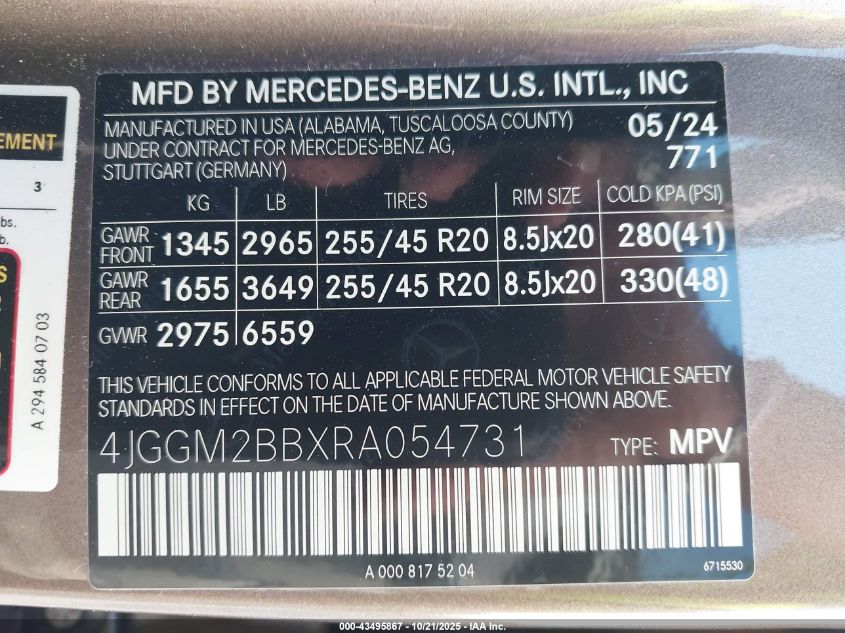 EMENT
3
bs.
b.
S
A 294 584 07 03
MFD BY MERCEDES-BENZ U.S. INTL., INC
MANUFACTURED IN USA (ALABAMA, TUSCALOOSA COUNTY) 05/24
UNDER CONTRACT FOR MERCEDES-BENZ AG, 771
STUTTGART (GERMANY)
KG LB TIRES RIM SIZE COLD KPA(PSI)
GAWR FRONT 1345 2965 255/45 R20 8.5Jx20 280(41)
GAWR REAR 1655 3649 255/45 R20 8.5Jx20 330(48)
GVWR 2975 6559
THIS VEHICLE CONFORMS TO ALL APPLICABLE FEDERAL MOTOR VEHICLE SAFETY
STANDARDS IN EFFECT ON THE DATE OF MANUFACTURE SHOWN ABOVE.
4JGGM2BBXRA054731 TYPE: MPV
A 000 817 52 04 6715530
000-43495867 - 10/21/2025 - IAA Inc.